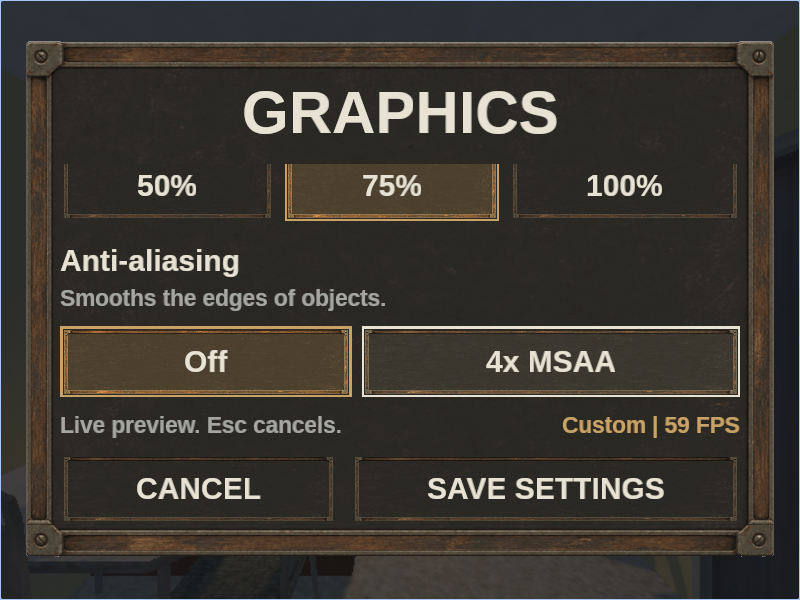 GRAPHICS
50% 75% 100%
Anti-aliasing
Smooths the edges of objects.
Off 4x MSAA
Live preview. Esc cancels. Custom | 59 FPS
CANCEL SAVE SETTINGS